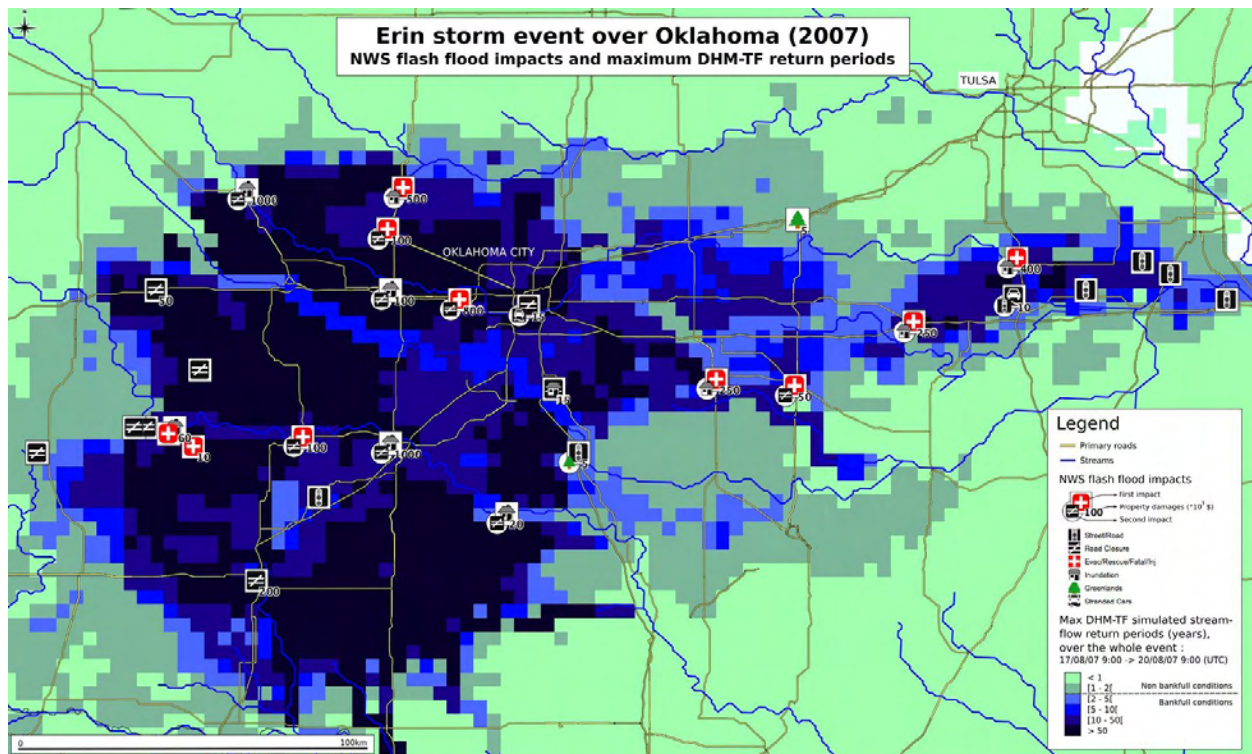 Erin storm event over Oklahoma (2007)
NWS flash flood impacts and maximum DHM-TF return periods
TULSA
1000
500
5
100
OKLAHOMA CITY
400
50
100
800
15
10
250
250
50
15
60
10
100
1000
5
20
200
Legend
Primary roads
Streams
NWS flash flood impacts
first impact
Property damages (*10³ $)
100
Second impact
Street/Road
Road Closure
Evac/Rescue/Fatal/Inj
Inundation
Greenlands
Stranded Cars
Max DHM-TF simulated stream-
flow return periods (years),
over the whole event :
17/08/07 9:00 -> 20/08/07 9:00 (UTC)
< 1
[1 - 2[
Non bankfull conditions
[2 - 5[
Bankfull conditions
[5 - 10[
[10 - 50[
> 50
0
100km